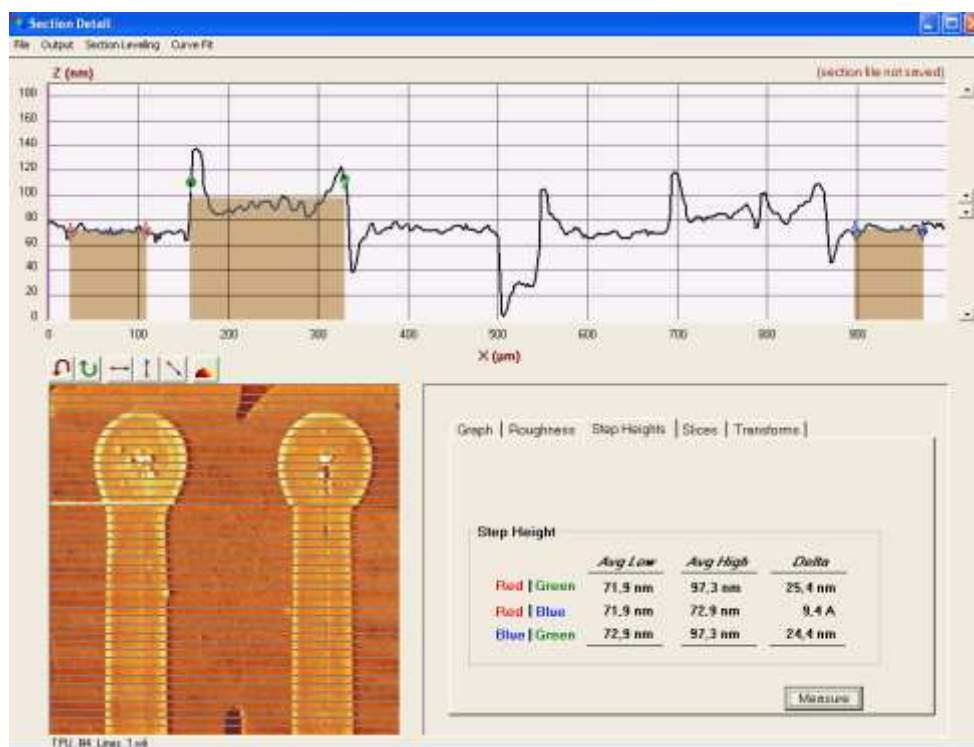 Section Detail
File Output Section Leveling Curve Fit
Z (nm) (section file not saved)
180
160
140
120
100
80
60
40
20
0
0 100 200 300 400 500 600 700 800 900
X (µm)
Graph | Roughness Step Heights | Slices | Transforms |
Step Height
Avg Low Avg High Delta
Red | Green 71,9 nm 97,3 nm 25,4 nm
Red | Blue 71,9 nm 72,9 nm 9,4 A
Blue | Green 72,9 nm 97,3 nm 24,4 nm
Measure